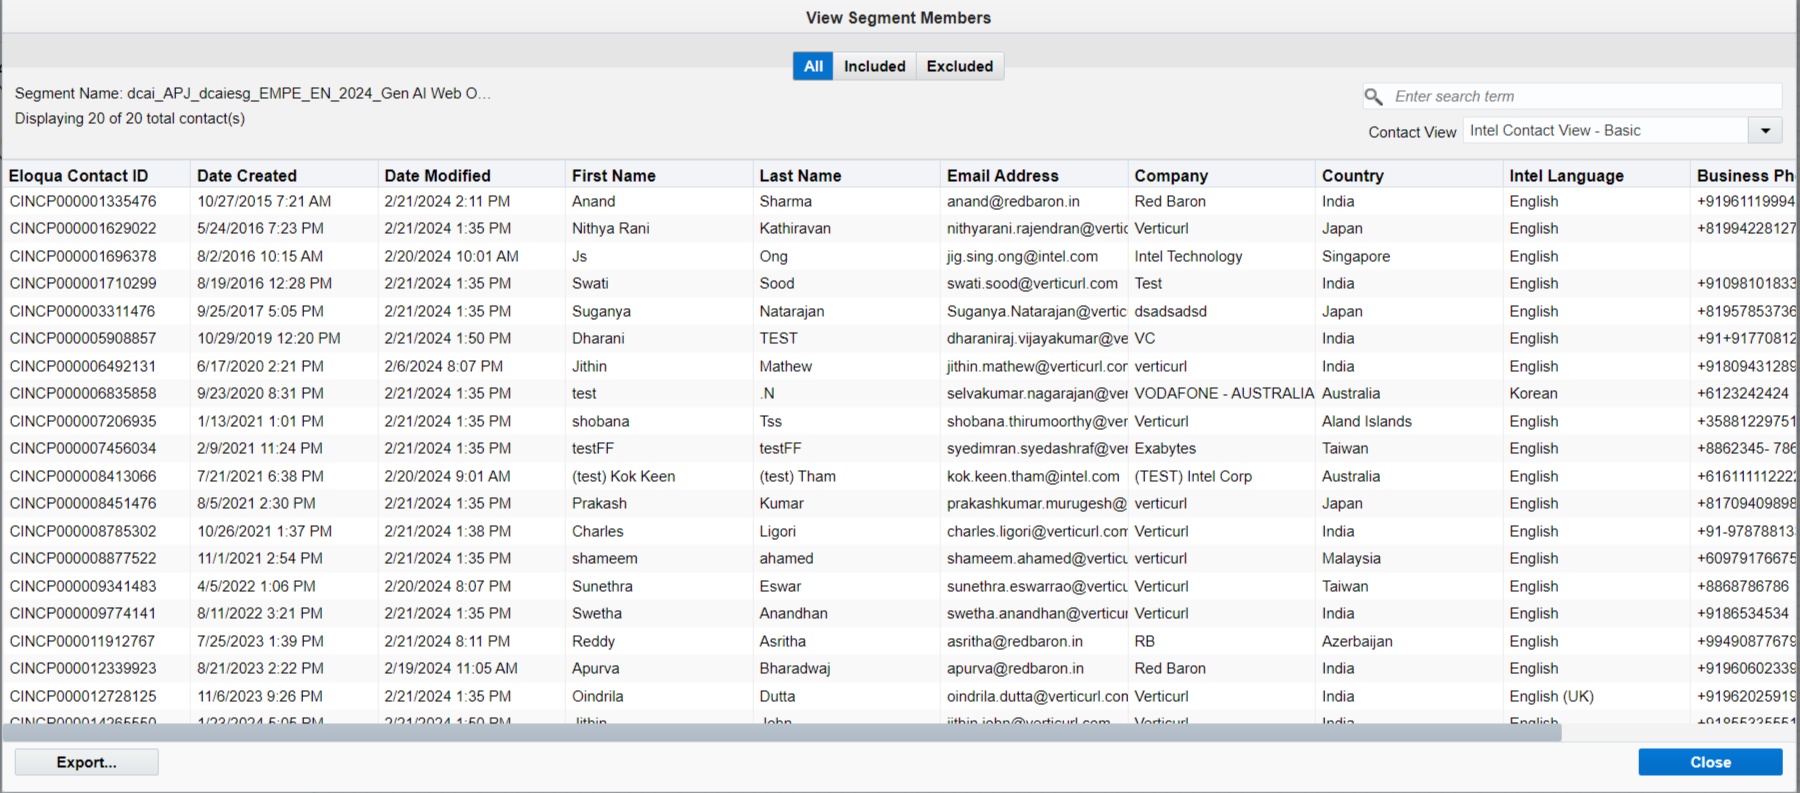 View Segment Members
All Included Excluded
Segment Name: dcai_APJ_dcaiesg_EMPE_EN_2024_Gen AI Web O...
Enter search term
Displaying 20 of 20 total contact(s)
Contact View Intel Contact View - Basic
Eloqua Contact ID Date Created Date Modified First Name Last Name Email Address Company Country Intel Language Business Ph
CINCP000001335476 10/27/2015 7:21 AM 2/21/2024 2:11 PM Anand Sharma anand@redbaron.in Red Baron India English +91961119994
CINCP000001629022 5/24/2016 7:23 PM 2/21/2024 1:35 PM Nithya Rani Kathiravan nithyarani.rajendran@vertic Verticurl Japan English +81994228127
CINCP000001696378 8/2/2016 10:15 AM 2/20/2024 10:01 AM Js Ong jig.sing.ong@intel.com Intel Technology Singapore English
CINCP000001710299 8/19/2016 12:28 PM 2/21/2024 1:35 PM Swati Sood swati.sood@verticurl.com Test India English +91098101833
CINCP000003311476 9/25/2017 5:05 PM 2/21/2024 1:35 PM Suganya Natarajan Suganya.Natarajan@vertic dsadsadsd Japan English +81957853736
CINCP000005908857 10/29/2019 12:20 PM 2/21/2024 1:50 PM Dharani TEST dharaniraj.vijayakumar@ve VC India English +91+91770812
CINCP000006492131 6/17/2020 2:21 PM 2/6/2024 8:07 PM Jithin Mathew jithin.mathew@verticurl.cor verticurl India English +91809431289
CINCP000006835858 9/23/2020 8:31 PM 2/21/2024 1:35 PM test .N selvakumar.nagarajan@ver VODAFONE - AUSTRALIA Australia Korean +6123242424
CINCP000007206935 1/13/2021 1:01 PM 2/21/2024 1:35 PM shobana Tss shobana.thirumoorthy@ver Verticurl Aland Islands English +35881229751
CINCP000007456034 2/9/2021 11:24 PM 2/21/2024 1:35 PM testFF testFF syedimran.syedashraf@ver Exabytes Taiwan English +8862345- 786
CINCP000008413066 7/21/2021 6:38 PM 2/20/2024 9:01 AM (test) Kok Keen (test) Tham kok.keen.tham@intel.com (TEST) Intel Corp Australia English +616111112222
CINCP000008451476 8/5/2021 2:30 PM 2/21/2024 1:35 PM Prakash Kumar prakashkumar.murugesh@ verticurl Japan English +81709409898
CINCP000008785302 10/26/2021 1:37 PM 2/21/2024 1:38 PM Charles Ligori charles.ligori@verticurl.com Verticurl India English +91-97878813
CINCP000008877522 11/1/2021 2:54 PM 2/21/2024 1:35 PM shameem ahamed shameem.ahamed@verticu verticurl Malaysia English +60979176675
CINCP000009341483 4/5/2022 1:06 PM 2/20/2024 8:07 PM Sunethra Eswar sunethra.eswarrao@verticu Verticurl Taiwan English +8868786786
CINCP000009774141 8/11/2022 3:21 PM 2/21/2024 1:35 PM Swetha Anandhan swetha.anandhan@verticur Verticurl India English +9186534534
CINCP000011912767 7/25/2023 1:39 PM 2/21/2024 8:11 PM Reddy Asritha asritha@redbaron.in RB Azerbaijan English +99490877679
CINCP000012339923 8/21/2023 2:22 PM 2/19/2024 11:05 AM Apurva Bharadwaj apurva@redbaron.in Red Baron India English +91960602339
CINCP000012728125 11/6/2023 9:26 PM 2/21/2024 1:35 PM Oindrila Dutta oindrila.dutta@verticurl.con Verticurl India English (UK) +91962025919
CINCP000014265550 1/23/2024 5:05 PM 2/21/2024 1:50 PM Jithin John jithin.john@verticurl.com Verticurl India English +91855335551
Export... Close